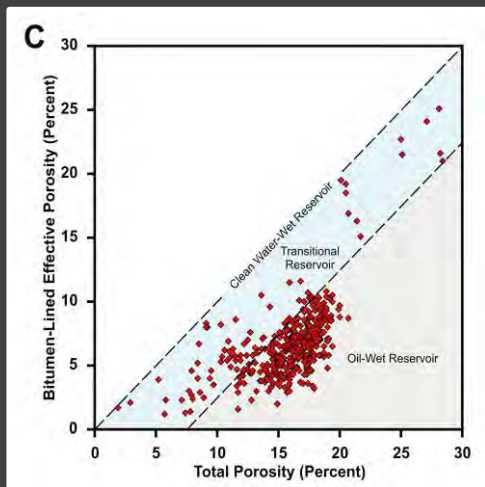 C
30
25
20
15
10
5
0
Bitumen-Lined Effective Porosity (Percent)
Clean Water-Wet Reservoir
Transitional
Reservoir
Oil-Wet Reservoir
0 5 10 15 20 25 30
Total Porosity (Percent)